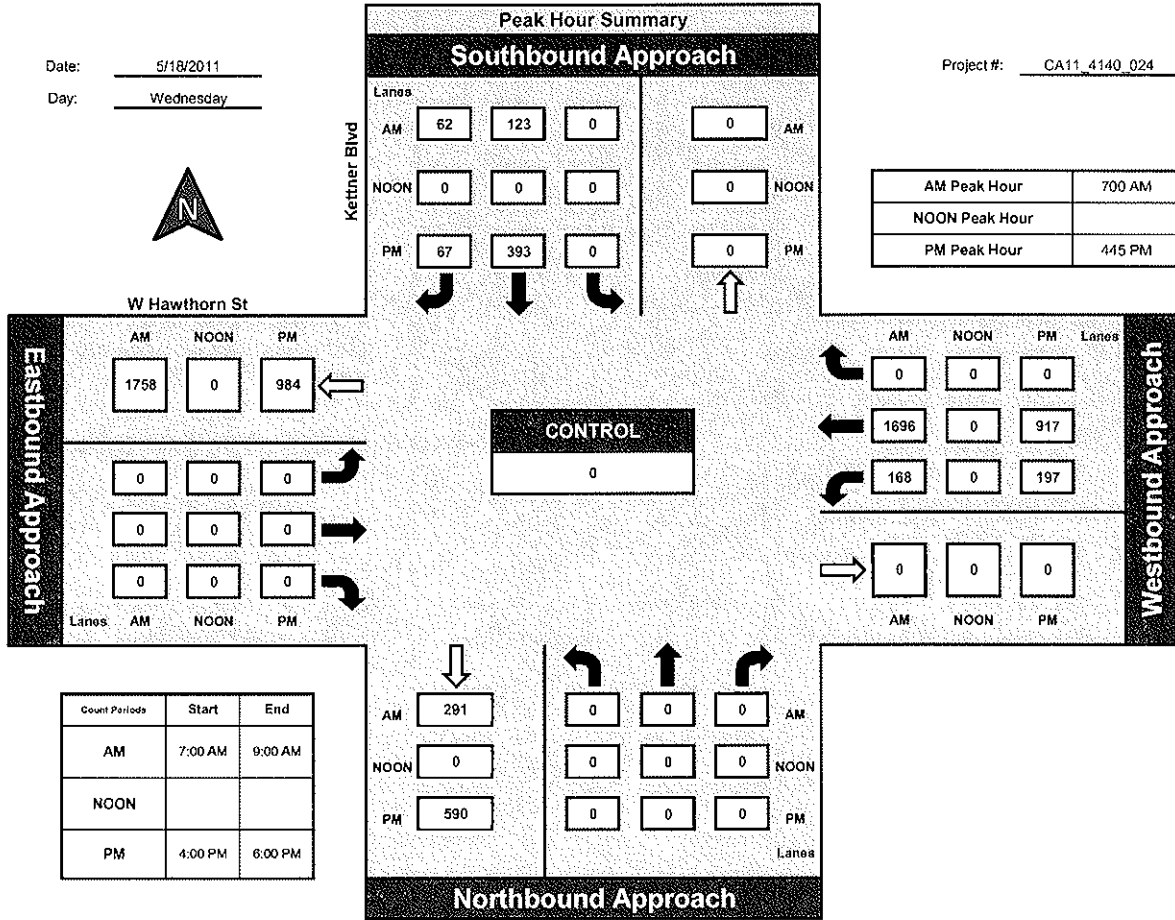 Peak Hour Summary
Southbound Approach
Date: 5/18/2011
Day: Wednesday
Project #: CA11_4140_024
N
Kettner Blvd
Lanes
AM 62 123 0 0 AM
NOON 0 0 0 0 NOON
PM 67 393 0 0 PM
AM Peak Hour 700 AM
NOON Peak Hour
PM Peak Hour 445 PM
W Hawthorn St
Eastbound Approach
AM NOON PM
1758 0 984
0 0 0
0 0 0
0 0 0
Lanes AM NOON PM
CONTROL
0
AM NOON PM Lanes
0 0 0
1696 0 917
168 0 197
0 0 0
AM NOON PM
Westbound Approach
Count Periods Start End
AM 7:00 AM 9:00 AM
NOON
PM 4:00 PM 6:00 PM
AM 291 0 0 0 AM
NOON 0 0 0 0 NOON
PM 590 0 0 0 PM
Lanes
Northbound Approach